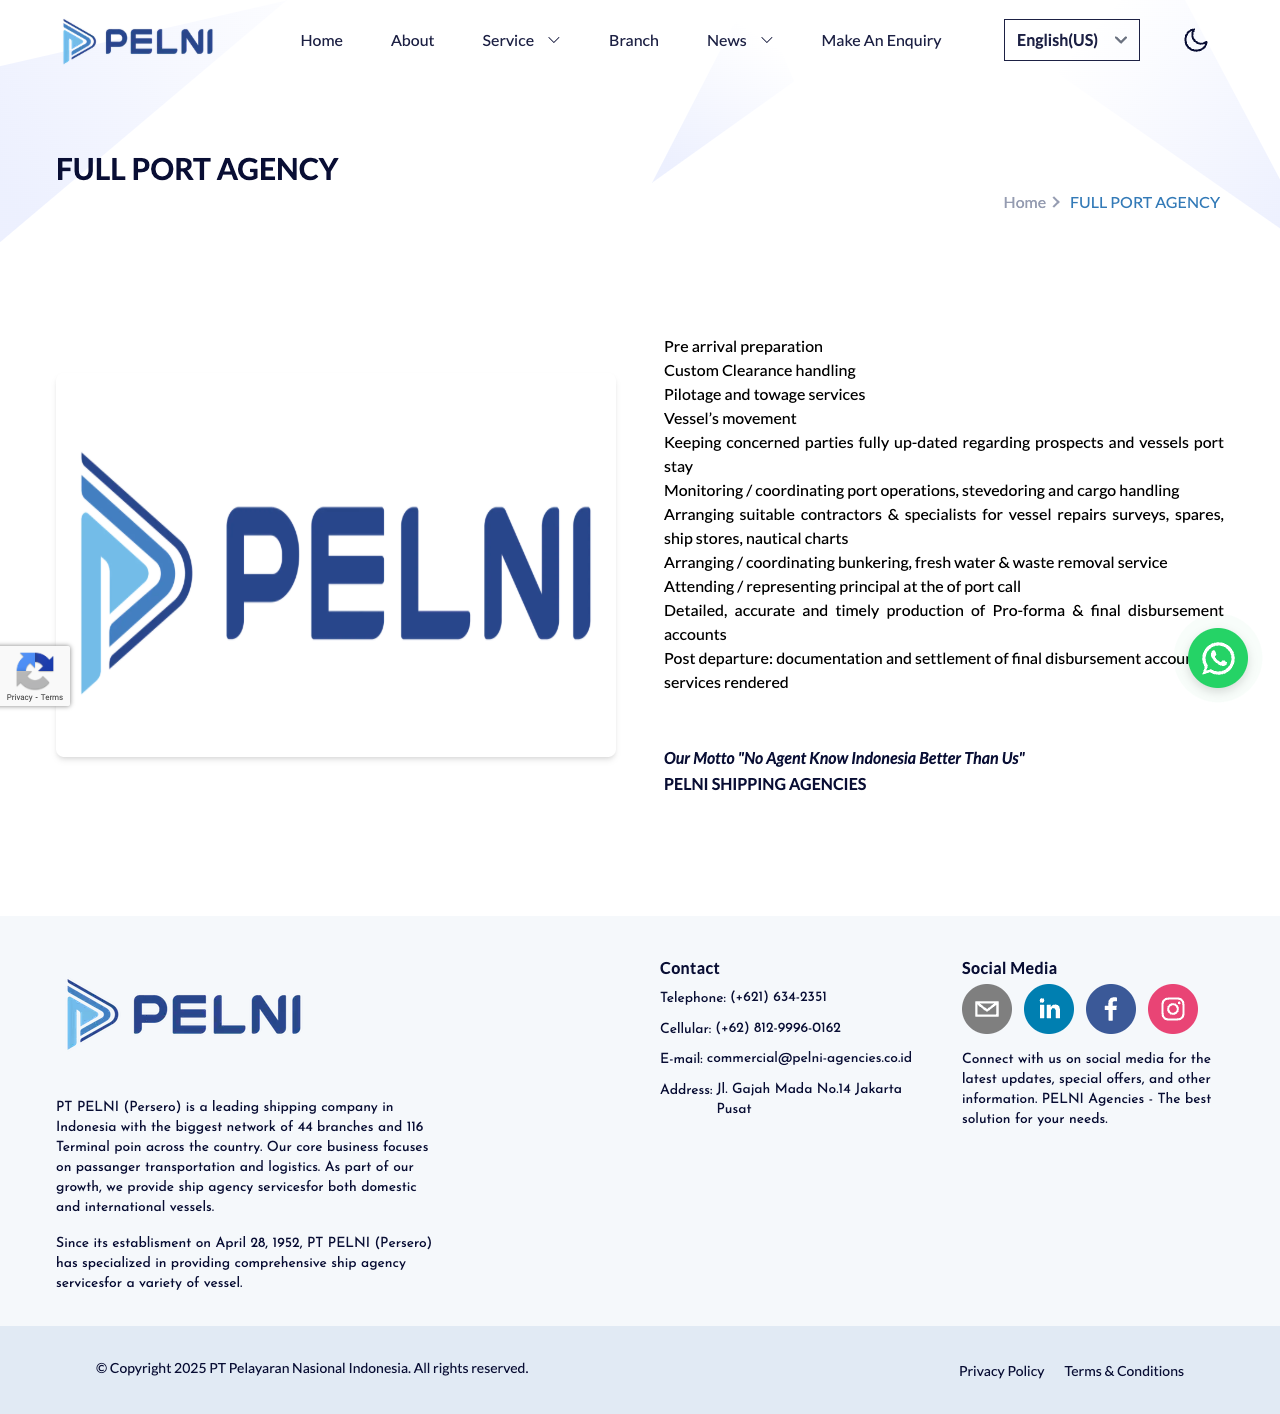 PELNI
Home
About
Service
Branch
News
Make An Enquiry
English(US)
FULL PORT AGENCY
Home
FULL PORT AGENCY
PELNI
Pre arrival preparation
Custom Clearance handling
Pilotage and towage services
Vessel’s movement
Keeping concerned parties fully up-dated regarding prospects and vessels port
stay
Monitoring / coordinating port operations, stevedoring and cargo handling
Arranging suitable contractors & specialists for vessel repairs surveys, spares,
ship stores, nautical charts
Arranging / coordinating bunkering, fresh water & waste removal service
Attending / representing principal at the of port call
Detailed, accurate and timely production of Pro-forma & final disbursement
accounts
Post departure: documentation and settlement of final disbursement
services rendered
Privacy - Terms
Our Motto "No Agent Know Indonesia Better Than Us"
PELNI SHIPPING AGENCIES
PELNI
PT PELNI (Persero) is a leading shipping company in
Indonesia with the biggest network of 44 branches and 116
Terminal poin across the country. Our core business focuses
on passanger transportation and logistics. As part of our
growth, we provide ship agency servicesfor both domestic
and international vessels.
Since its establisment on April 28, 1952, PT PELNI (Persero)
has specialized in providing comprehensive ship agency
servicesfor a variety of vessel.
Contact
Telephone: (+621) 634-2351
Cellular: (+62) 812-9996-0162
E-mail: commercial@pelni-agencies.co.id
Address: Jl. Gajah Mada No.14 Jakarta
Pusat
Social Media
Connect with us on social media for the
latest updates, special offers, and other
information. PELNI Agencies - The best
solution for your needs.
© Copyright 2025 PT Pelayaran Nasional Indonesia. All rights reserved.
Privacy Policy
Terms & Conditions